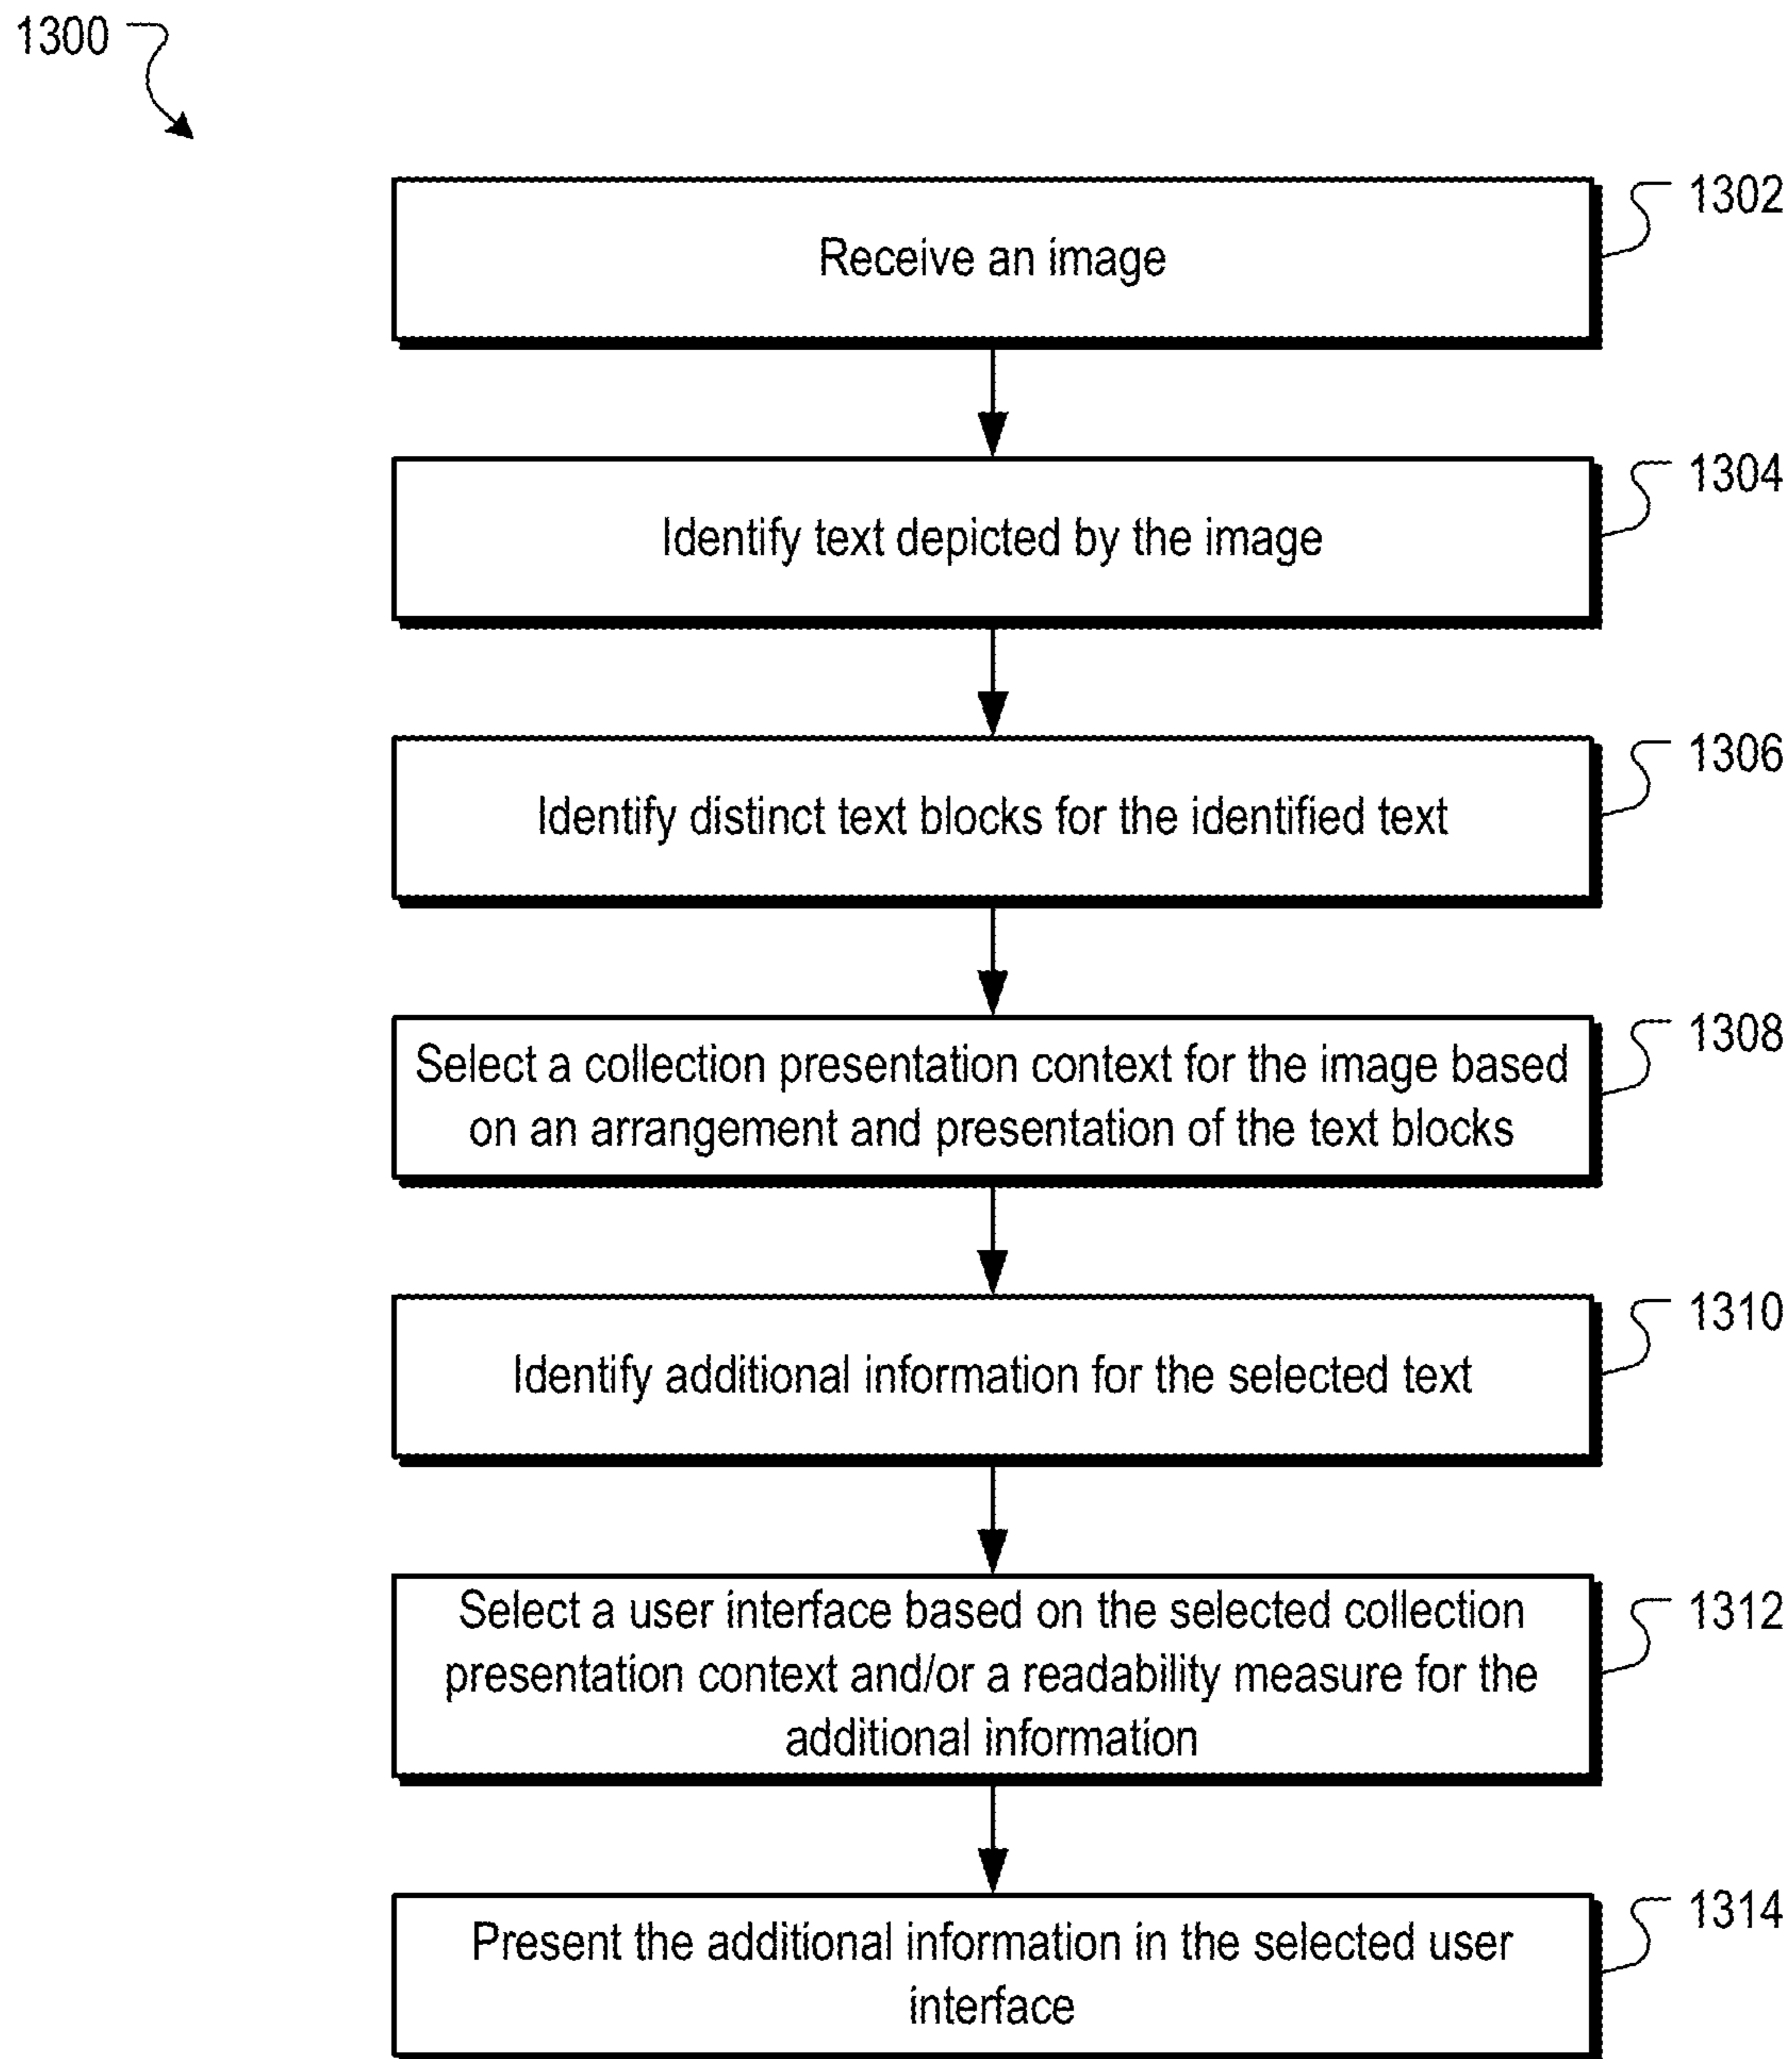 1300
1302
Receive an image
1304
Identify text depicted by the image
1306
Identify distinct text blocks for the identified text
1308
Select a collection presentation context for the image based
on an arrangement and presentation of the text blocks
1310
Identify additional information for the selected text
1312
Select a user interface based on the selected collection
presentation context and/or a readability measure for the
additional information
1314
Present the additional information in the selected user
interface